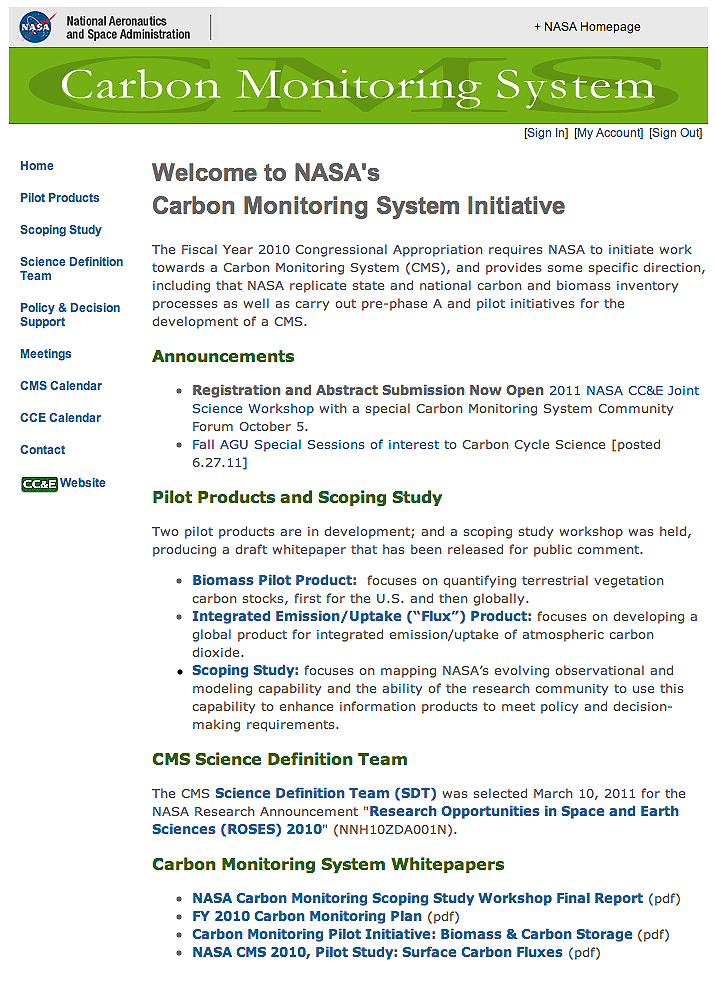 NASA
National Aeronautics
and Space Administration
+ NASA Homepage
CMS
Carbon Monitoring System
[Sign In] [My Account] [Sign Out]
Home
Pilot Products
Scoping Study
Science Definition
Team
Policy & Decision
Support
Meetings
CMS Calendar
CCE Calendar
Contact
CC&E Website
Welcome to NASA's
Carbon Monitoring System Initiative
The Fiscal Year 2010 Congressional Appropriation requires NASA to initiate work
towards a Carbon Monitoring System (CMS), and provides some specific direction,
including that NASA replicate state and national carbon and biomass inventory
processes as well as carry out pre-phase A and pilot initiatives for the
development of a CMS.
Announcements
• Registration and Abstract Submission Now Open 2011 NASA CC&E Joint
Science Workshop with a special Carbon Monitoring System Community
Forum October 5.
• Fall AGU Special Sessions of interest to Carbon Cycle Science [posted
6.27.11]
Pilot Products and Scoping Study
Two pilot products are in development; and a scoping study workshop was held,
producing a draft whitepaper that has been released for public comment.
• Biomass Pilot Product: focuses on quantifying terrestrial vegetation
carbon stocks, first for the U.S. and then globally.
• Integrated Emission/Uptake (“Flux”) Product: focuses on developing a
global product for integrated emission/uptake of atmospheric carbon
dioxide.
• Scoping Study: focuses on mapping NASA’s evolving observational and
modeling capability and the ability of the research community to use this
capability to enhance information products to meet policy and decision-
making requirements.
CMS Science Definition Team
The CMS Science Definition Team (SDT) was selected March 10, 2011 for the
NASA Research Announcement "Research Opportunities in Space and Earth
Sciences (ROSES) 2010" (NNH10ZDA001N).
Carbon Monitoring System Whitepapers
• NASA Carbon Monitoring Scoping Study Workshop Final Report (pdf)
• FY 2010 Carbon Monitoring Plan (pdf)
• Carbon Monitoring Pilot Initiative: Biomass & Carbon Storage (pdf)
• NASA CMS 2010, Pilot Study: Surface Carbon Fluxes (pdf)